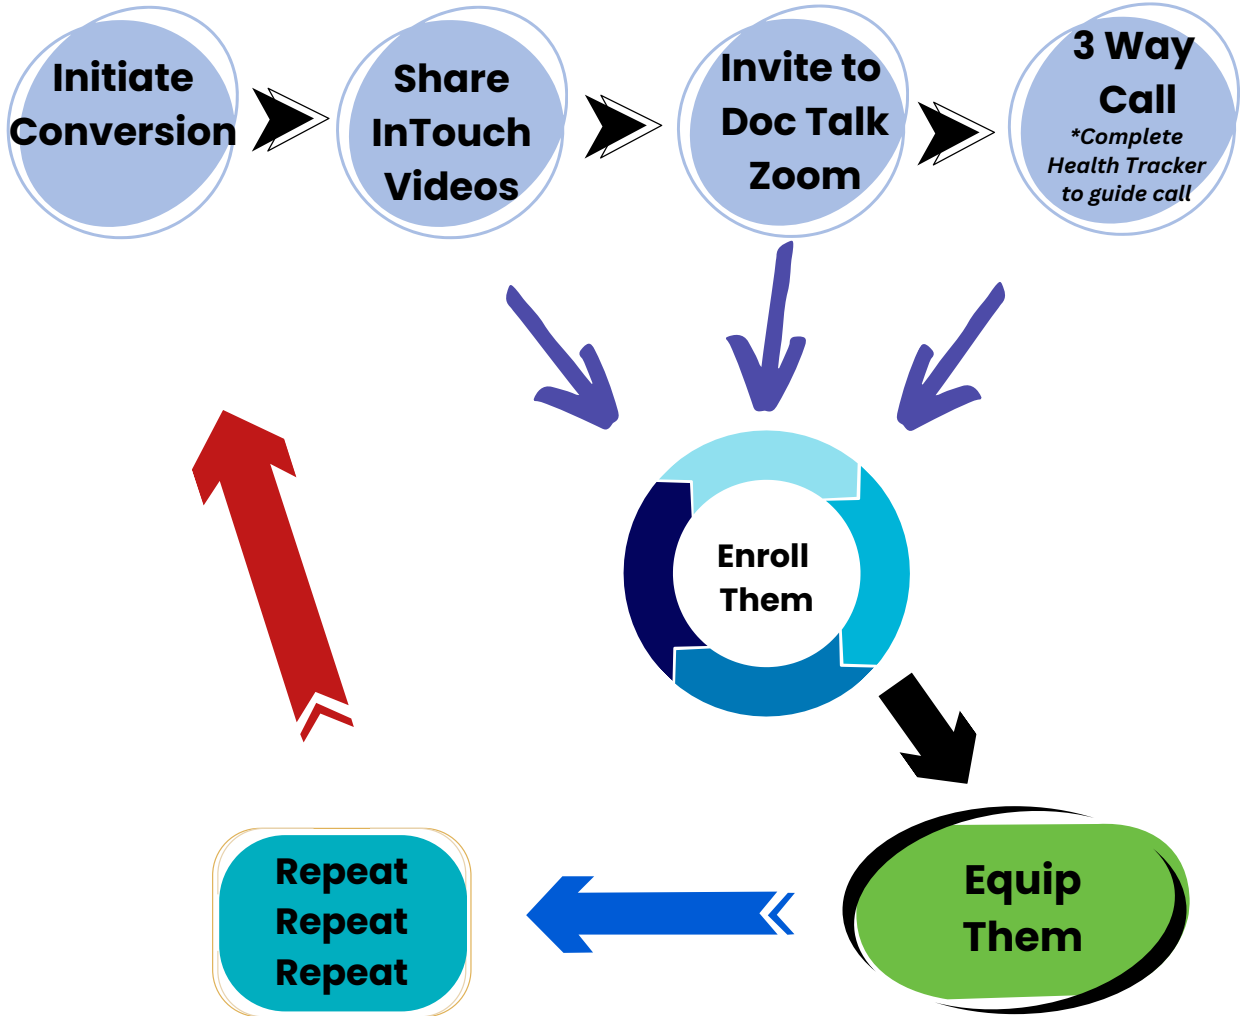 Initiate
Conversion
Share
InTouch
Videos
Invite to
Doc Talk
Zoom
3 Way
Call
*Complete
Health Tracker
to guide call
Enroll
Them
Equip
Them
Repeat
Repeat
Repeat